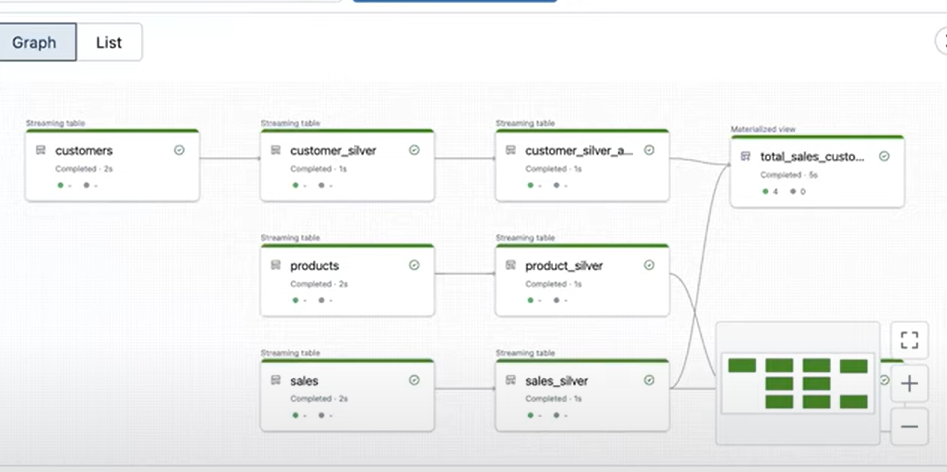 Graph
List
Streaming table
customers
Completed · 2s
- -
Streaming table
customer_silver
Completed · 1s
- -
Streaming table
customer_silver_a...
Completed · 1s
- -
Materialized view
total_sales_custo...
Completed · 5s
4 0
Streaming table
products
Completed · 2s
- -
Streaming table
product_silver
Completed · 1s
- -
Streaming table
sales
Completed · 2s
- -
Streaming table
sales_silver
Completed · 1s
- -